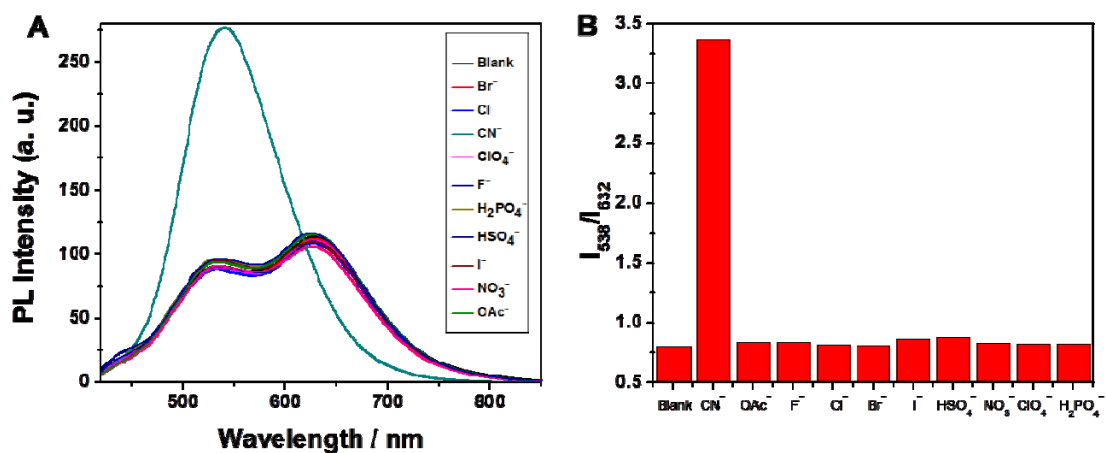 A
PL Intensity (a. u.)
250
200
150
100
50
0
500
600
700
800
Wavelength / nm
Blank
Br⁻
Cl
CN⁻
ClO₄⁻
F⁻
H₂PO₄⁻
HSO₄⁻
I⁻
NO₃⁻
OAc⁻
B
I₅₃₈/I₆₃₂
3.5
3.0
2.5
2.0
1.5
1.0
0.5
Blank CN⁻ OAc⁻ F⁻ Cl⁻ Br⁻ I⁻ HSO₄⁻ NO₃⁻ ClO₄⁻ H₂PO₄⁻